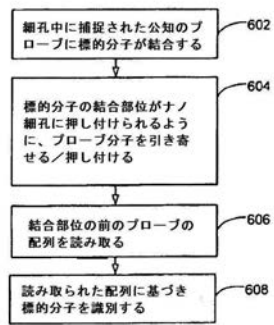 細孔中に捕捉された公知のプ
ローブに標的分子が結合する
602
標的分子の結合部位がナノ
細孔に押し付けられるよう
に、プローブ分子を引き寄
せる/押し付ける
604
結合部位の前のプローブの
配列を読み取る
606
読み取られた配列に基づき
標的分子を識別する
608